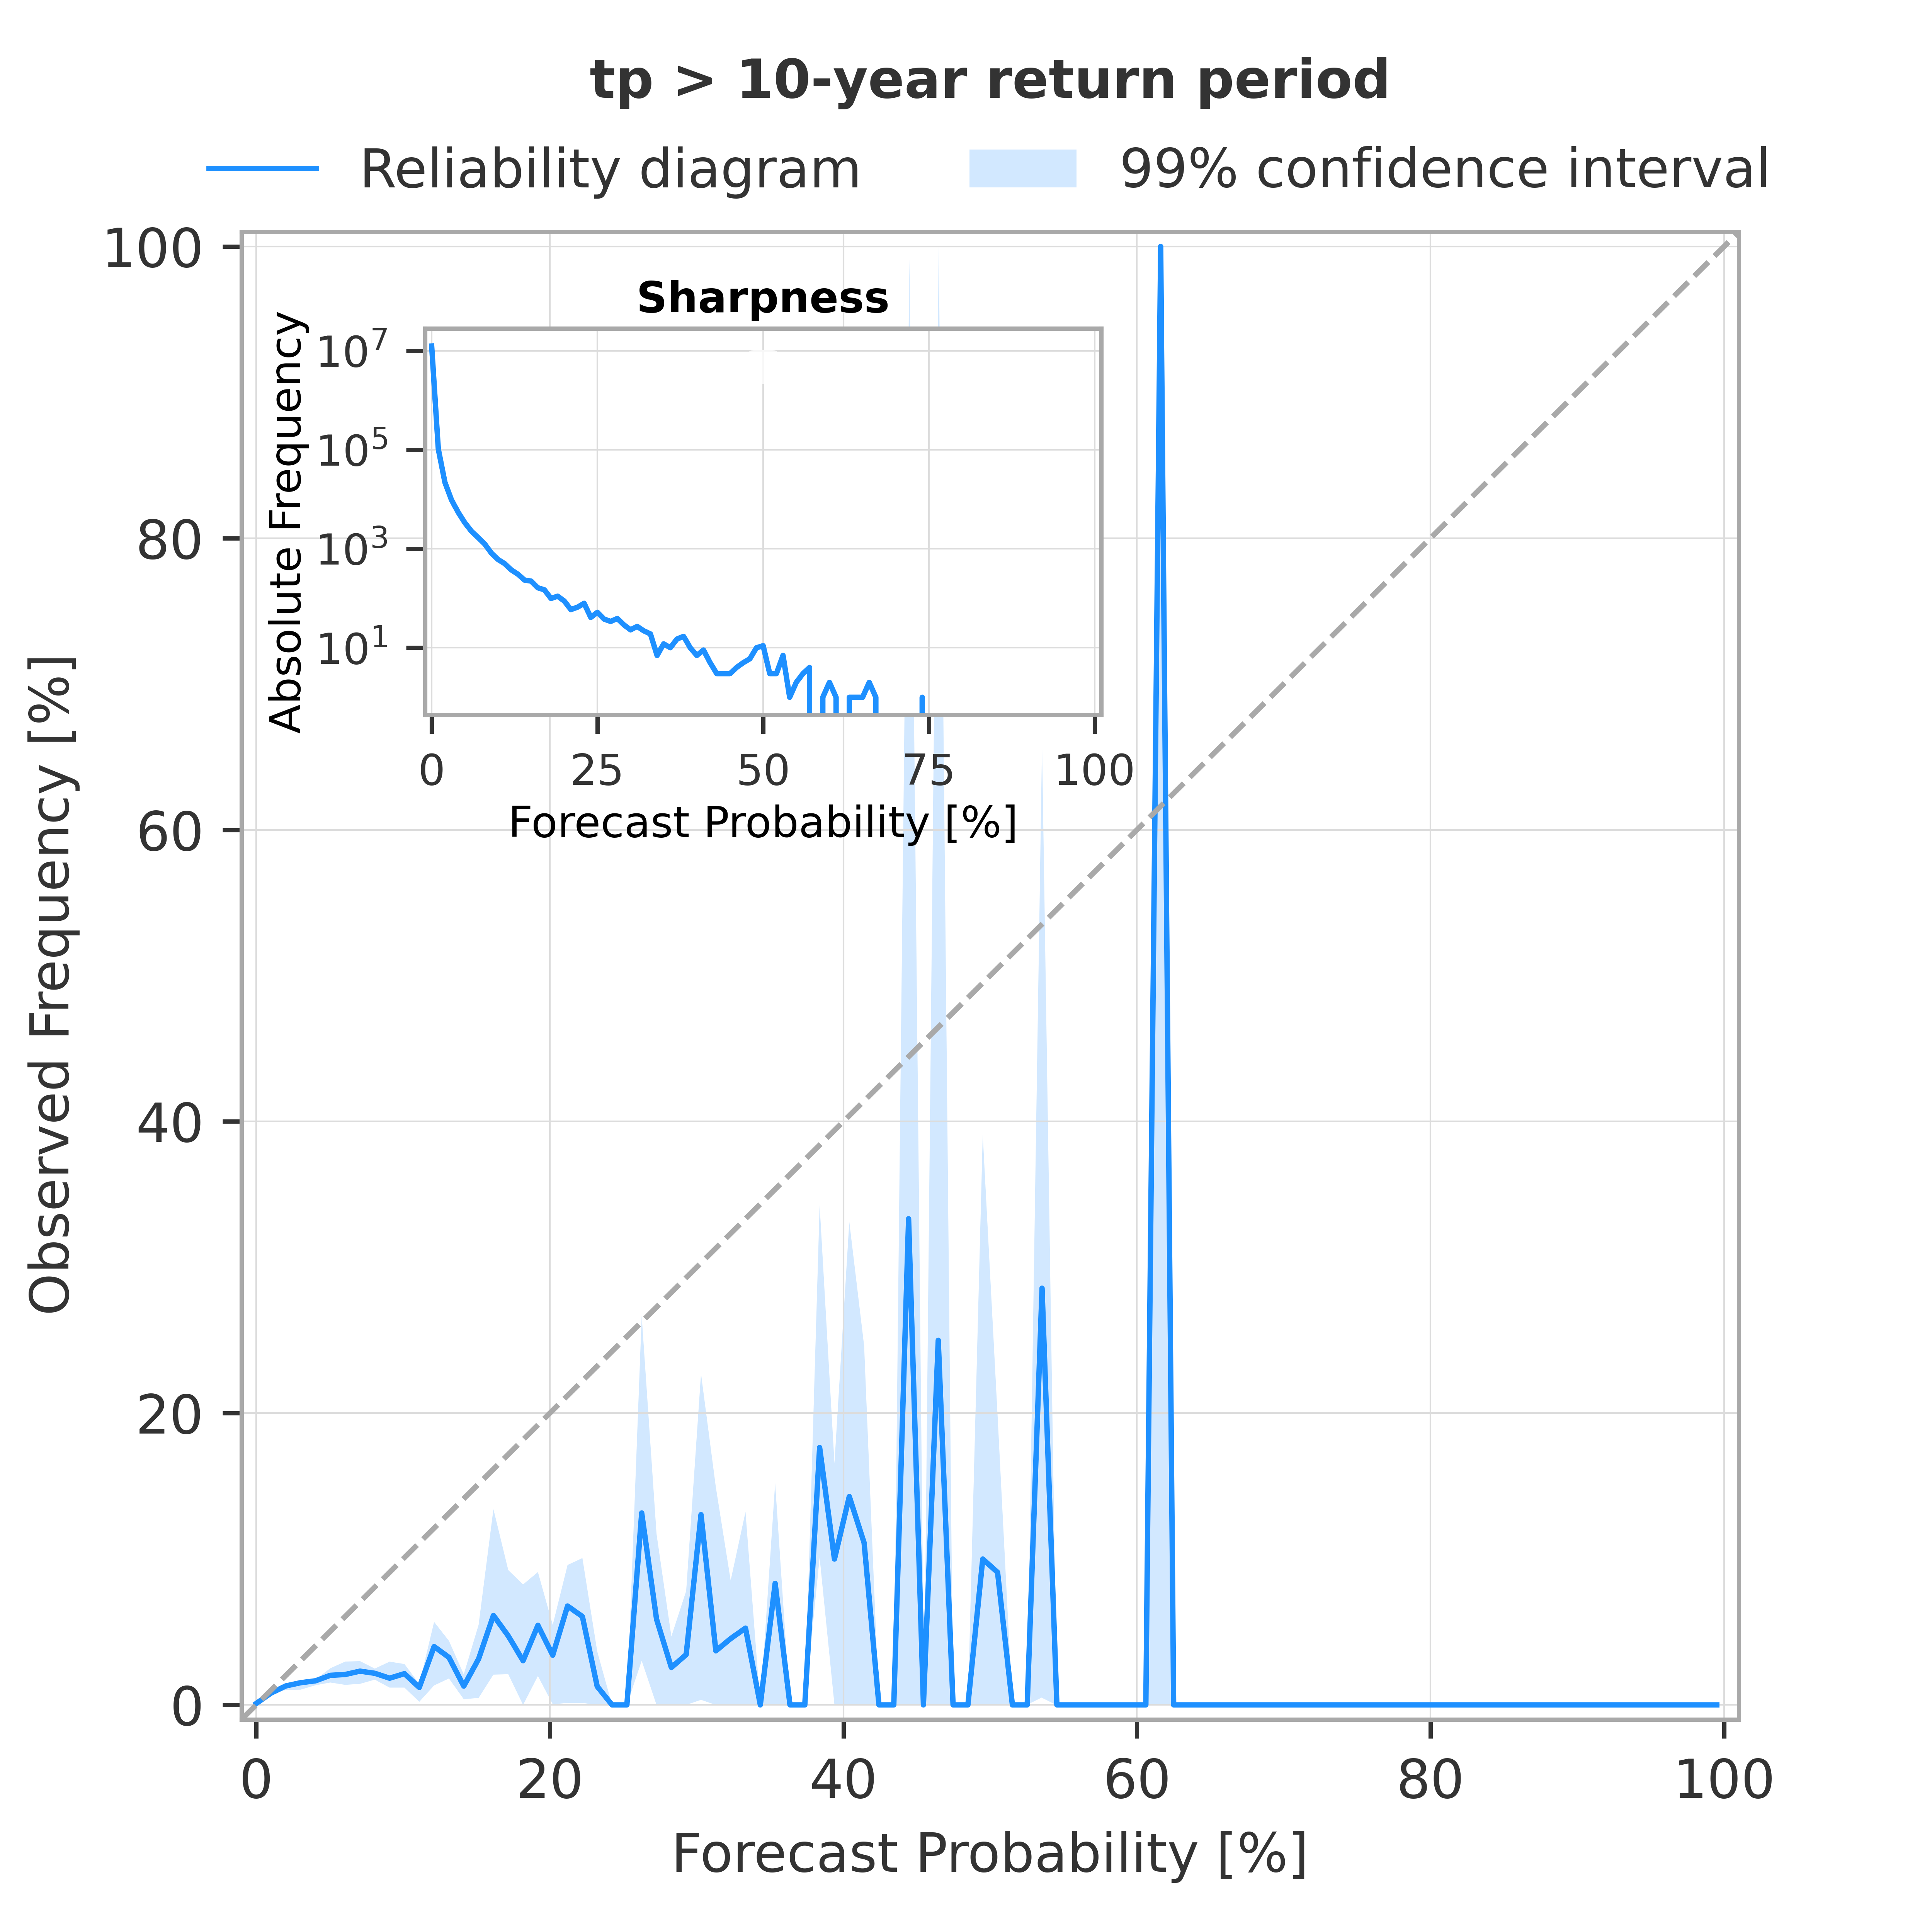 tp > 10-year return period
Reliability diagram 99% confidence interval
Sharpness
Absolute Frequency
10⁷
10⁵
10³
10¹
0 25 50 75 100
Forecast Probability [%]
Observed Frequency [%]
100
80
60
40
20
0
0 20 40 60 80 100
Forecast Probability [%]